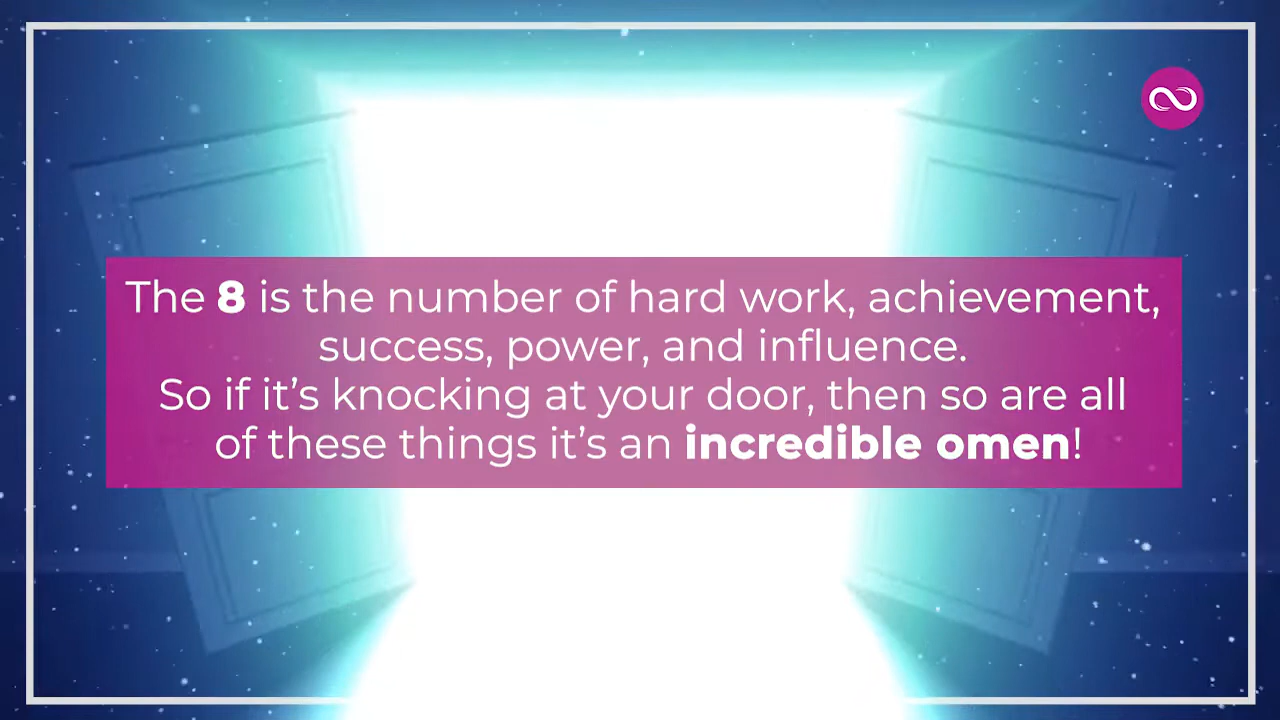 The 8 is the number of hard work, achievement,
success, power, and influence.
So if it’s knocking at your door, then so are all
of these things it’s an incredible omen!